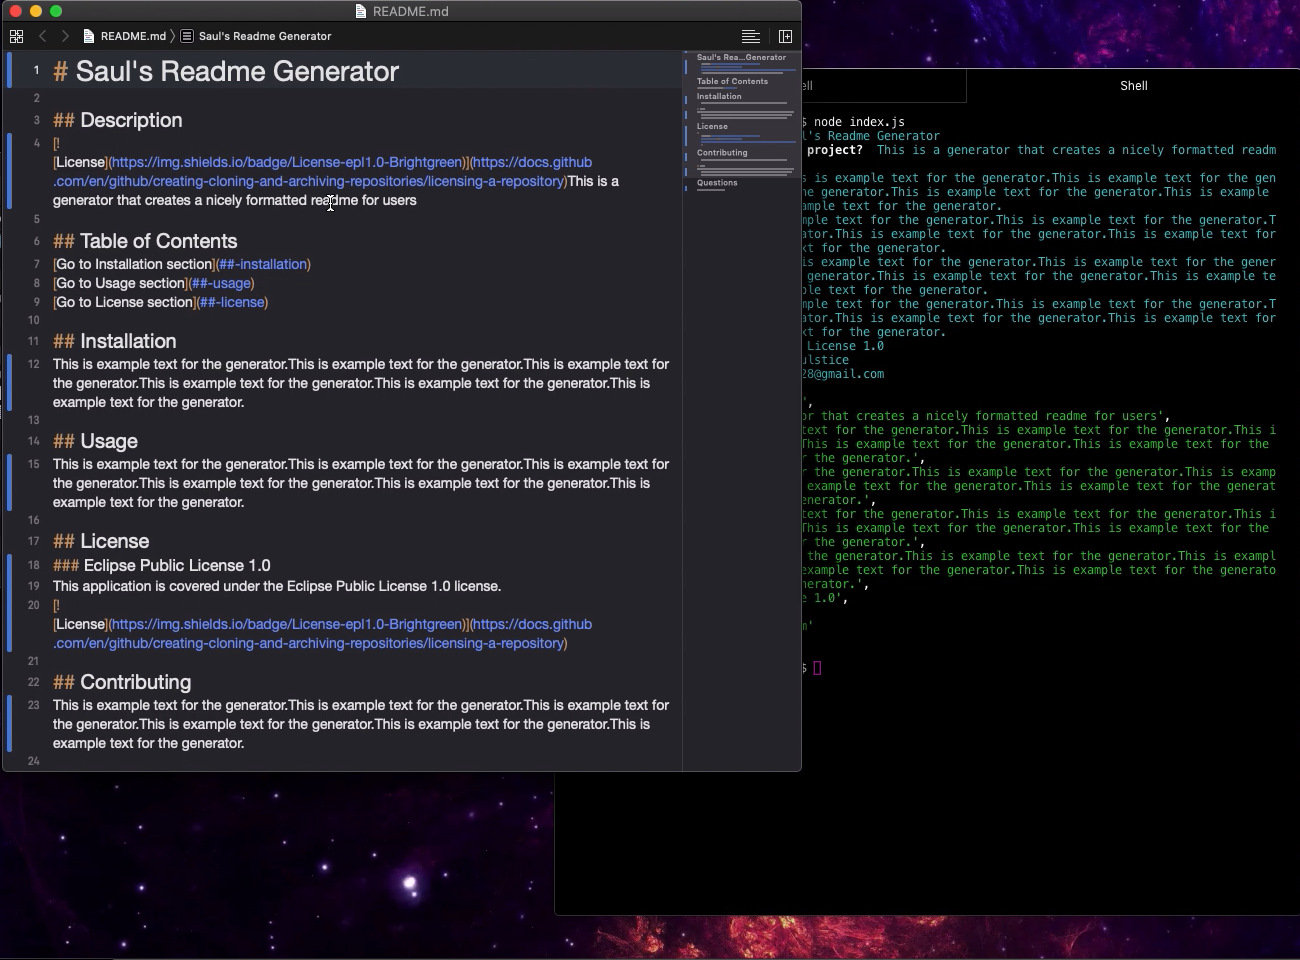 README.md
README.md 〉 Saul's Readme Generator
1 # Saul's Readme Generator
2
3 ## Description
4 [!
[License](https://img.shields.io/badge/License-epl1.0-Brightgreen)](https://docs.github
.com/en/github/creating-cloning-and-archiving-repositories/licensing-a-repository)This is a
generator that creates a nicely formatted readme for users
5
6 ## Table of Contents
7 [Go to Installation section](##-installation)
8 [Go to Usage section](##-usage)
9 [Go to License section](##-license)
10
11 ## Installation
12 This is example text for the generator.This is example text for the generator.This is example text for
the generator.This is example text for the generator.This is example text for the generator.This is
example text for the generator.
13
14 ## Usage
15 This is example text for the generator.This is example text for the generator.This is example text for
the generator.This is example text for the generator.This is example text for the generator.This is
example text for the generator.
16
17 ## License
18 ### Eclipse Public License 1.0
19 This application is covered under the Eclipse Public License 1.0 license.
20 [!
[License](https://img.shields.io/badge/License-epl1.0-Brightgreen)](https://docs.github
.com/en/github/creating-cloning-and-archiving-repositories/licensing-a-repository)
21
22 ## Contributing
23 This is example text for the generator.This is example text for the generator.This is example text for
the generator.This is example text for the generator.This is example text for the generator.This is
example text for the generator.
24
Saul's Rea...Generator
Table of Contents
Installation
License
Contributing
Questions
ell
Shell
$ node index.js
l's Readme Generator
project? This is a generator that creates a nicely formatted readm
s is example text for the generator.This is example text for the gen
he generator.This is example text for the generator.This is example
ample text for the generator.
mple text for the generator.This is example text for the generator.T
ator.This is example text for the generator.This is example text for
xt for the generator.
is example text for the generator.This is example text for the gener
generator.This is example text for the generator.This is example te
ple text for the generator.
mple text for the generator.This is example text for the generator.T
ator.This is example text for the generator.This is example text for
xt for the generator.
License 1.0
ulstice
28@gmail.com
',
or that creates a nicely formatted readme for users',
text for the generator.This is example text for the generator.This i
This is example text for the generator.This is example text for the
r the generator.',
r the generator.This is example text for the generator.This is examp
example text for the generator.This is example text for the generat
enerator.',
text for the generator.This is example text for the generator.This i
This is example text for the generator.This is example text for the
r the generator.',
the generator.This is example text for the generator.This is exampl
example text for the generator.This is example text for the generato
nerator.',
e 1.0',
m'
$